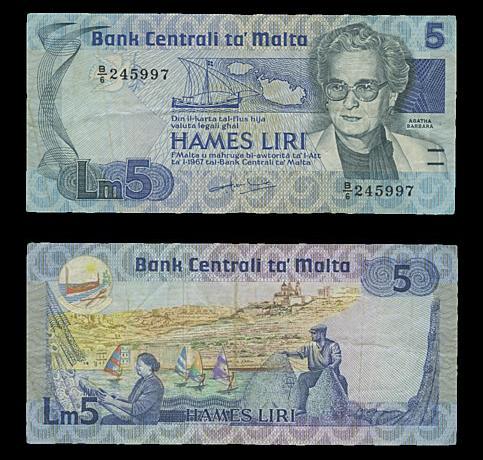 Bank Ċentrali ta' Malta
5
B/6 245997
Din il-karta tal-flus hija
valuta legali għal
ĦAMES LIRI
F'Malta u maħruġa bl-awtorità ta' l-Att
ta' l-1967 tal-Bank Ċentrali ta' Malta
AGATHA
BARBARA
Lm5
B/6 245997
Bank Ċentrali ta' Malta
5
Lm5
ĦAMES LIRI